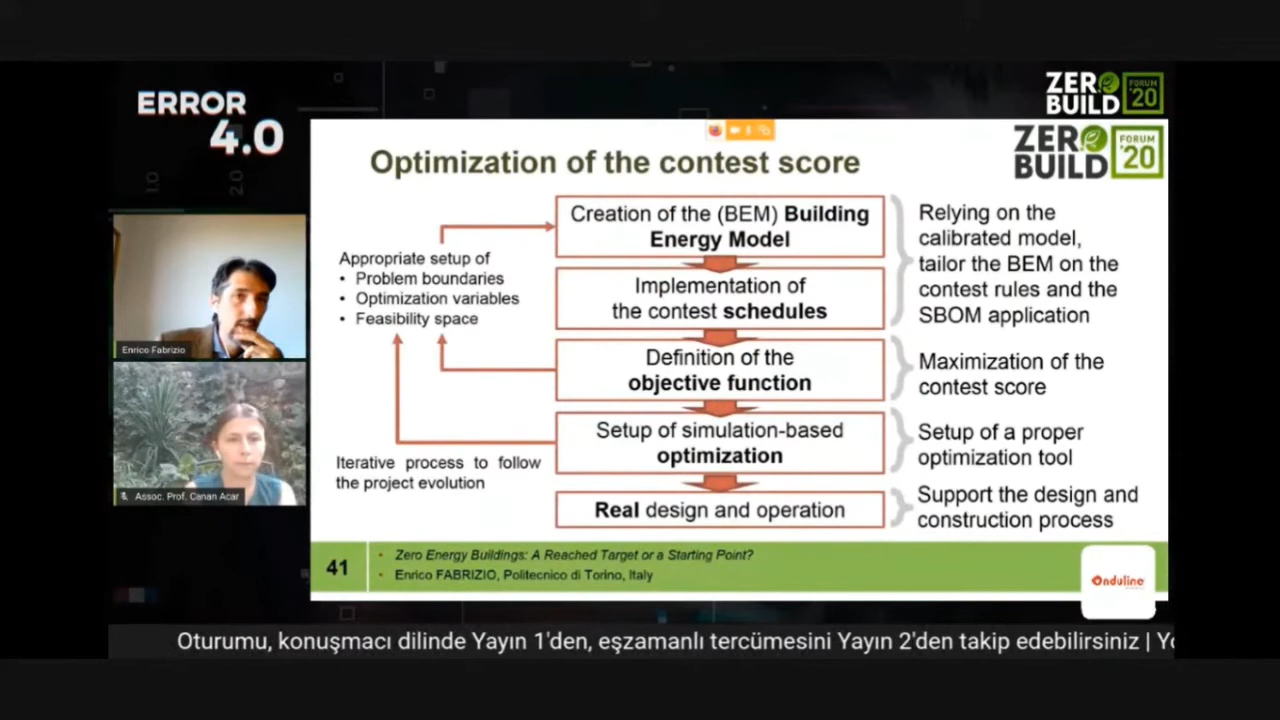 ERROR
4.0
1.0
2.0
ZERO
BUILD
FORUM
'20
ZERO
BUILD
FORUM
'20
Optimization of the contest score
Creation of the (BEM) Building
Energy Model
Implementation of
the contest schedules
Definition of the
objective function
Setup of simulation-based
optimization
Real design and operation
Appropriate setup of
• Problem boundaries
• Optimization variables
• Feasibility space
Iterative process to follow
the project evolution
Relying on the
calibrated model,
tailor the BEM on the
contest rules and the
SBOM application
Maximization of the
contest score
Setup of a proper
optimization tool
Support the design and
construction process
Enrico Fabrizio
Assoc. Prof. Canan Acar
41
• Zero Energy Buildings: A Reached Target or a Starting Point?
• Enrico FABRIZIO, Politecnico di Torino, Italy
Onduline
Oturumu, konuşmacı dilinde Yayın 1'den, eşzamanlı tercümesini Yayın 2'den takip edebilirsiniz |